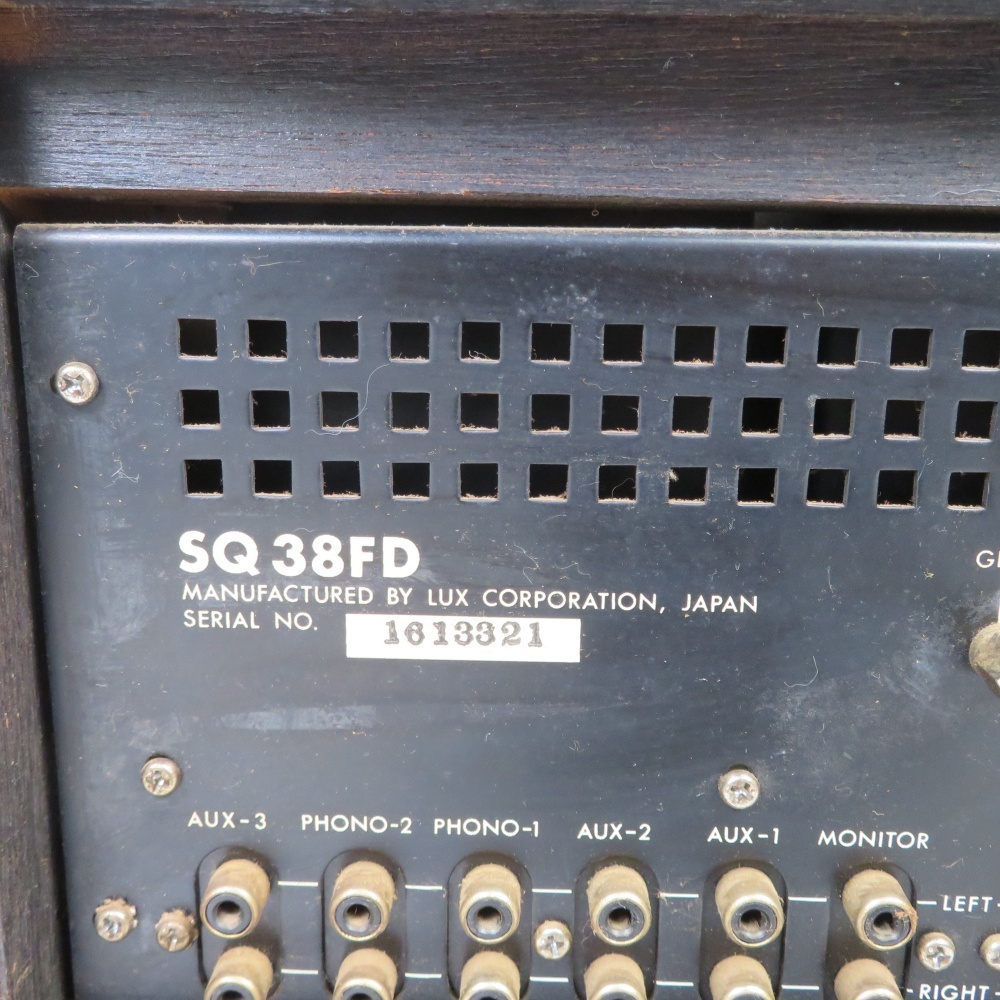 SQ 38FD
MANUFACTURED BY LUX CORPORATION, JAPAN
SERIAL NO. 1613321
AUX-3 PHONO-2 PHONO-1 AUX-2 AUX-1 MONITOR
LEFT
RIGHT